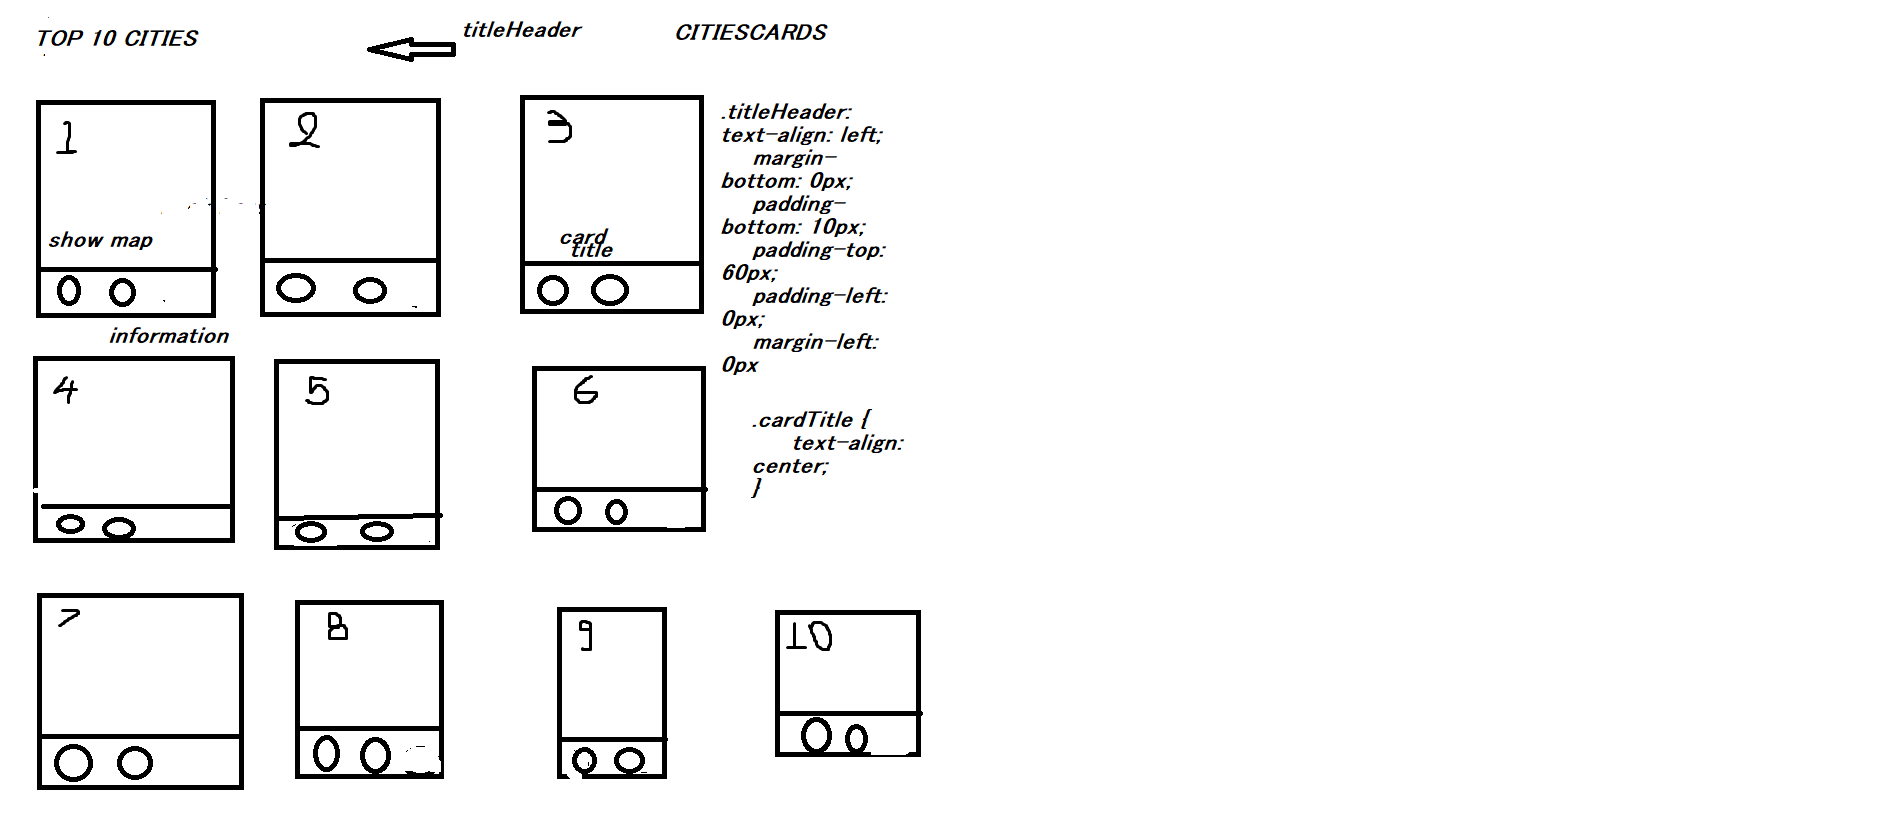 TOP 10 CITIES
titleHeader
CITIESCARDS
1
2
3
show map
card
title
information
.titleHeader:
text-align: left;
margin-
bottom: 0px;
padding-
bottom: 10px;
padding-top:
60px;
padding-left:
0px;
margin-left:
0px
4
5
6
.cardTitle {
text-align:
center;
}
7
8
9
10